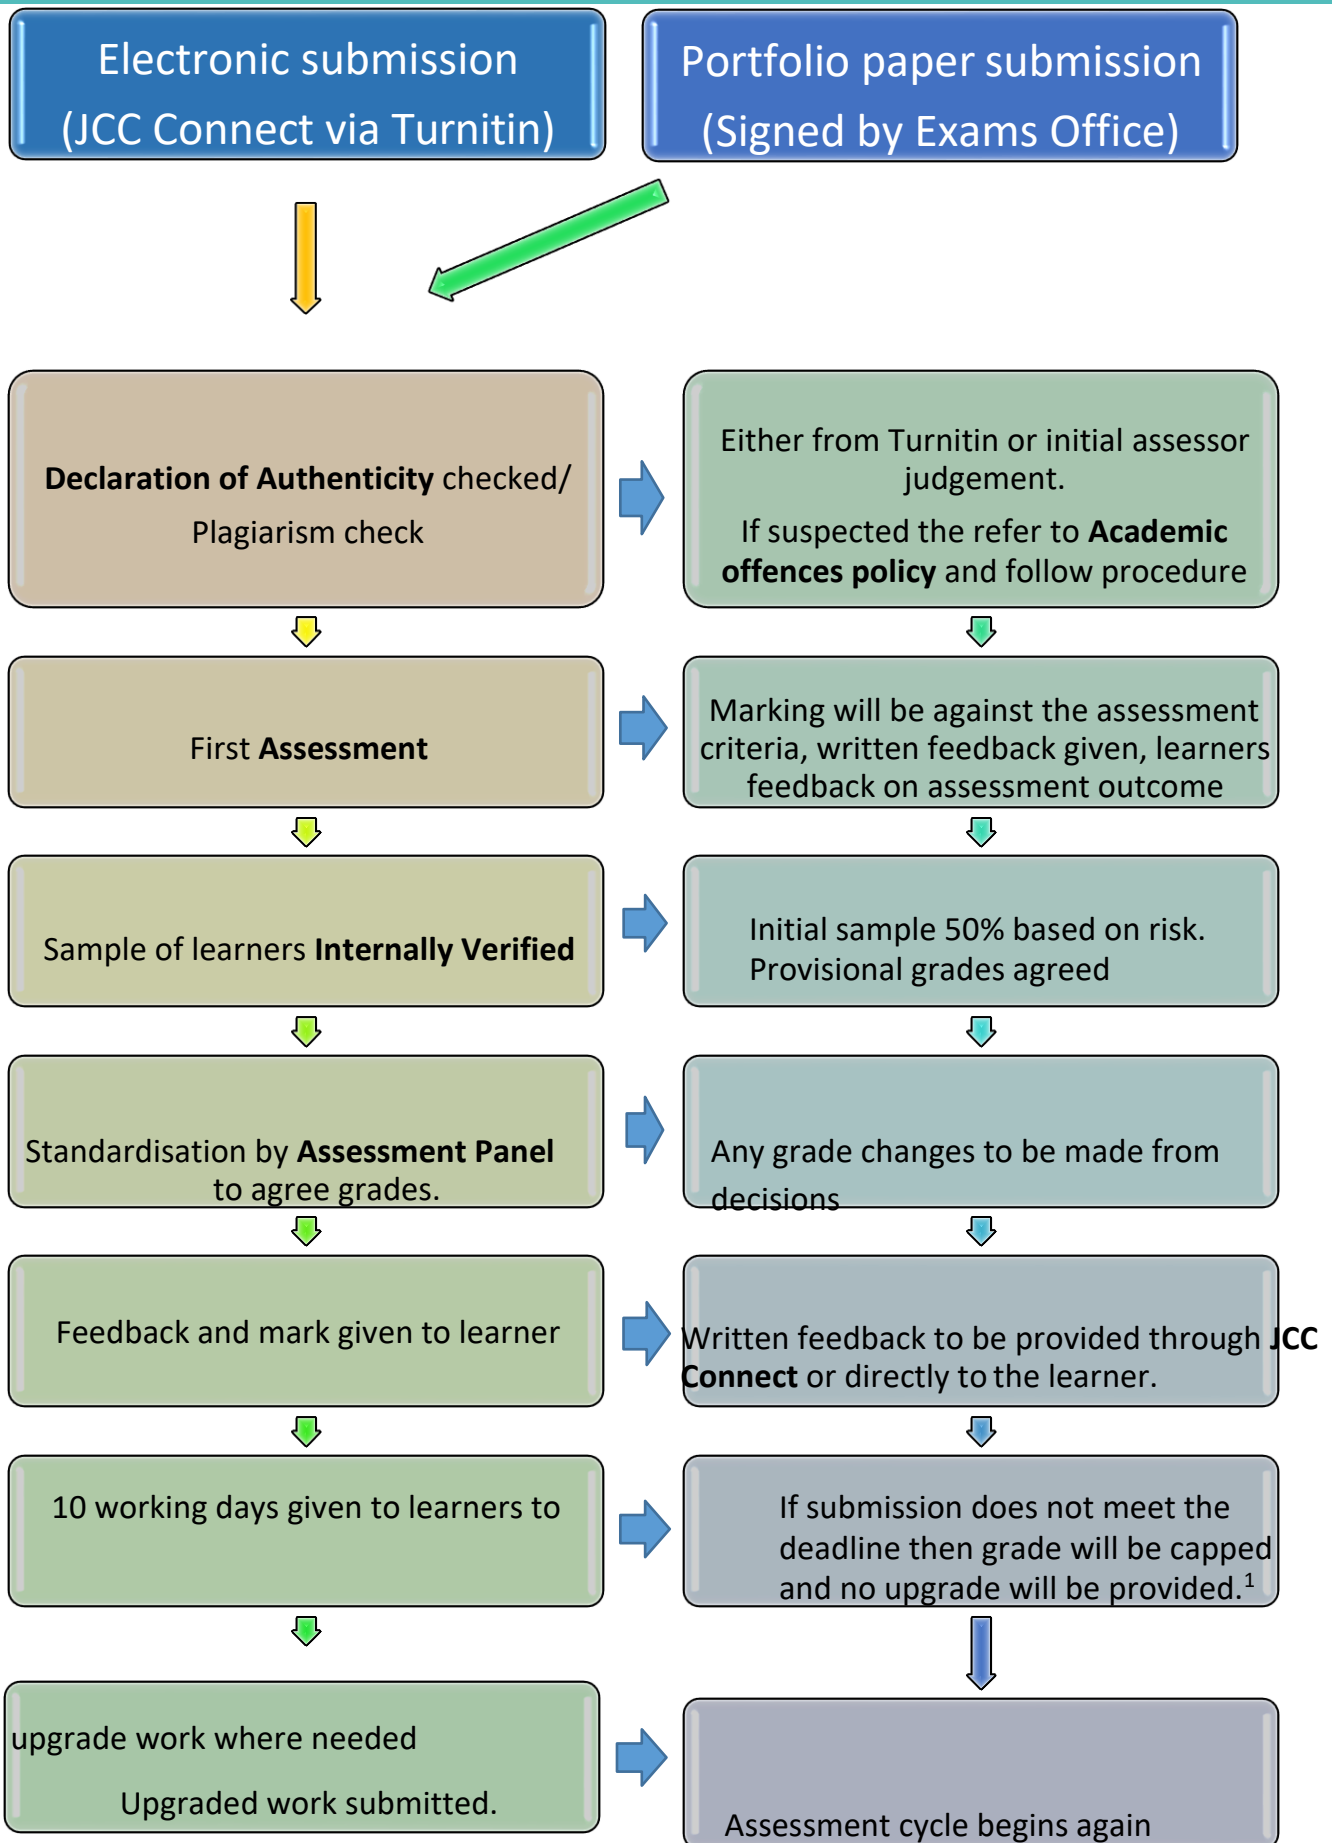 Electronic submission
(JCC Connect via Turnitin)
Portfolio paper submission
(Signed by Exams Office)
Declaration of Authenticity checked/
Plagiarism check
Either from Turnitin or initial assessor
judgement.
If suspected the refer to Academic
offences policy and follow procedure
First Assessment
Marking will be against the assessment
criteria, written feedback given, learners
feedback on assessment outcome
Sample of learners Internally Verified
Initial sample 50% based on risk.
Provisional grades agreed
Standardisation by Assessment Panel
to agree grades.
Any grade changes to be made from
decisions
Feedback and mark given to learner
Written feedback to be provided through JCC
Connect or directly to the learner.
10 working days given to learners to
If submission does not meet the
deadline then grade will be capped
and no upgrade will be provided.¹
upgrade work where needed
Upgraded work submitted.
Assessment cycle begins again